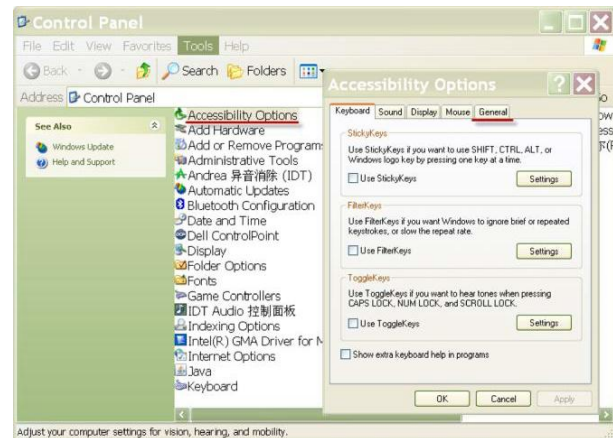 Control Panel
File Edit View Favorites Tools Help
Back Search Folders
Address Control Panel
See Also
Windows Update
Help and Support
Accessibility Options
Add Hardware
Add or Remove Programs
Administrative Tools
Andrea 异音消除 (IDT)
Automatic Updates
Bluetooth Configuration
Date and Time
Dell ControlPoint
Display
Folder Options
Fonts
Game Controllers
IDT Audio 控制面板
Indexing Options
Intel(R) GMA Driver for M
Internet Options
Java
Keyboard
Accessibility Options
Keyboard Sound Display Mouse General
StickyKeys
Use StickyKeys if you want to use SHIFT, CTRL, ALT, or
Windows logo key by pressing one key at a time.
Use StickyKeys Settings
FilterKeys
Use FilterKeys if you want Windows to ignore brief or repeated
keystrokes, or slow the repeat rate.
Use FilterKeys Settings
ToggleKeys
Use ToggleKeys if you want to hear tones when pressing
CAPS LOCK, NUM LOCK, and SCROLL LOCK.
Use ToggleKeys Settings
Show extra keyboard help in programs
OK Cancel Apply
Adjust your computer settings for vision, hearing, and mobility.